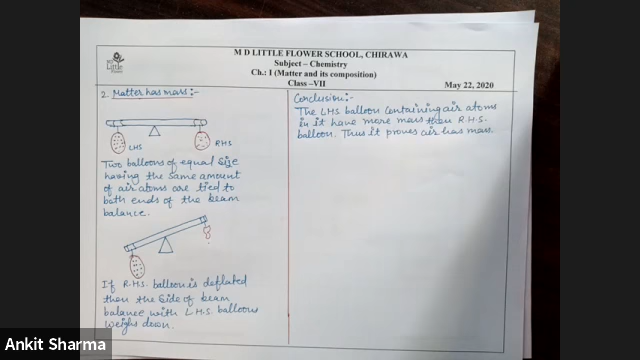 M D LITTLE FLOWER SCHOOL, CHIRAWA
Subject – Chemistry
Ch.: I (Matter and its composition)
Class –VII
May 22, 2020
Little
2. Matter has mass:-
LHS
RHS
Two balloons of equal size
having the same amount
of air atoms are tied to
both ends of the beam
balance.
If R.H.S. balloon is deflated
then the side of beam
balance with L.H.S. balloons
weighs down.
Conclusion:-
The LHS balloon containing air atoms
in it have more mass than R.H.S.
balloon. Thus it proves air has mass.
Ankit Sharma